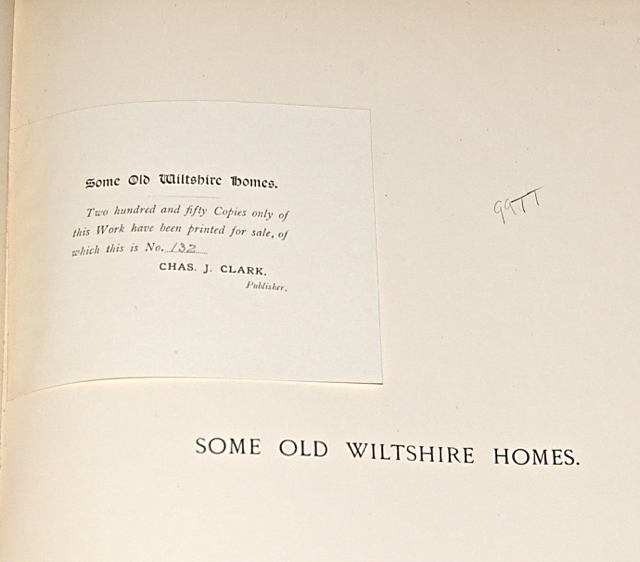 Some Old Wiltshire Homes.
Two hundred and fifty Copies only of
this Work have been printed for sale, of
which this is No. 132
CHAS. J. CLARK,
Publisher.
SOME OLD WILTSHIRE HOMES.